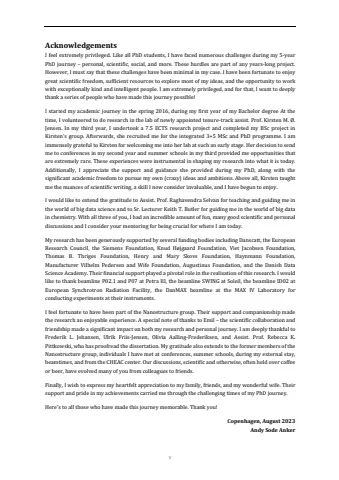 Acknowledgements
I feel extremely privileged. Like all PhD students, I have faced numerous challenges during my 5-year
PhD journey – personal, scientific, social, and more. These hurdles are part of any years-long project.
However, I must say that these challenges have been minimal in my case. I have been fortunate to enjoy
great scientific freedom, sufficient resources to explore most of my ideas, and the opportunity to work
with exceptionally kind and intelligent people. I am extremely privileged, and for that, I want to deeply
thank a series of people who have made this journey possible!
I started my academic journey in the spring 2016, during my first year of my Bachelor degree At the
time, I volunteered to do research in the lab of newly appointed tenure-track assist. Prof. Kirsten M. Ø.
Jensen. In my third year, I undertook a 7.5 ECTS research project and completed my BSc project in
Kirsten's group. Afterwards, she recruited me for the integrated 3+5 MSc and PhD programme. I am
immensely grateful to Kirsten for welcoming me into her lab at such an early stage. Her decision to send
me to conferences in my second year and summer schools in my third provided me opportunities that
are extremely rare. These experiences were instrumental in shaping my research into what it is today.
Additionally, I appreciate the support and guidance she provided during my PhD, along with the
significant academic freedom to pursue my own (crazy) ideas and ambitions. Above all, Kirsten taught
me the nuances of scientific writing, a skill I now consider invaluable, and I have begun to enjoy.
I would like to extend the gratitude to Assist. Prof. Raghavendra Selvan for teaching and guiding me in
the world of big data science and to Sr. Lecturer Keith T. Butler for guiding me in the world of big data
in chemistry. With all three of you, I had an incredible amount of fun, many good scientific and personal
discussions and I consider your mentoring for being crucial for where I am today.
My research has been generously supported by several funding bodies including Danscatt, the European
Research Council, the Siemens Foundation, Knud Højgaard Foundation, Viet Jacobsen Foundation,
Thomas B. Thriges Foundation, Henry and Mary Skovs Foundation, Haynmann Foundation,
Manufacturer Vilhelm Pedersen and Wife Foundation, Augustinus Foundation, and the Danish Data
Science Academy. Their financial support played a pivotal role in the realisation of this research. I would
like to thank beamline P02.1 and P07 at Petra III, the beamline SWING at Soleil, the beamline ID02 at
European Synchrotron Radiation Facility, the DanMAX beamline at the MAX IV Laboratory for
conducting experiments at their instruments.
I feel fortunate to have been part of the Nanostructure group. Their support and companionship made
the research an enjoyable experience. A special note of thanks to Emil – the scientific collaboration and
friendship made a significant impact on both my research and personal journey. I am deeply thankful to
Frederik L. Johansen, Ulrik Friis-Jensen, Olivia Aalling-Frederiksen, and Assist. Prof. Rebecca K.
Pittkowski, who has proofread the dissertation. My gratitude also extends to the former members of the
Nanostructure group, individuals I have met at conferences, summer schools, during my external stay,
beamtimes, and from the CHEAC center. Our discussions, scientific and otherwise, often held over coffee
or beer, have evolved many of you from colleagues to friends.
Finally, I wish to express my heartfelt appreciation to my family, friends, and my wonderful wife. Their
support and pride in my achievements carried me through the challenging times of my PhD journey.
Here's to all those who have made this journey memorable. Thank you!
Copenhagen, August 2023
Andy Sode Anker
v